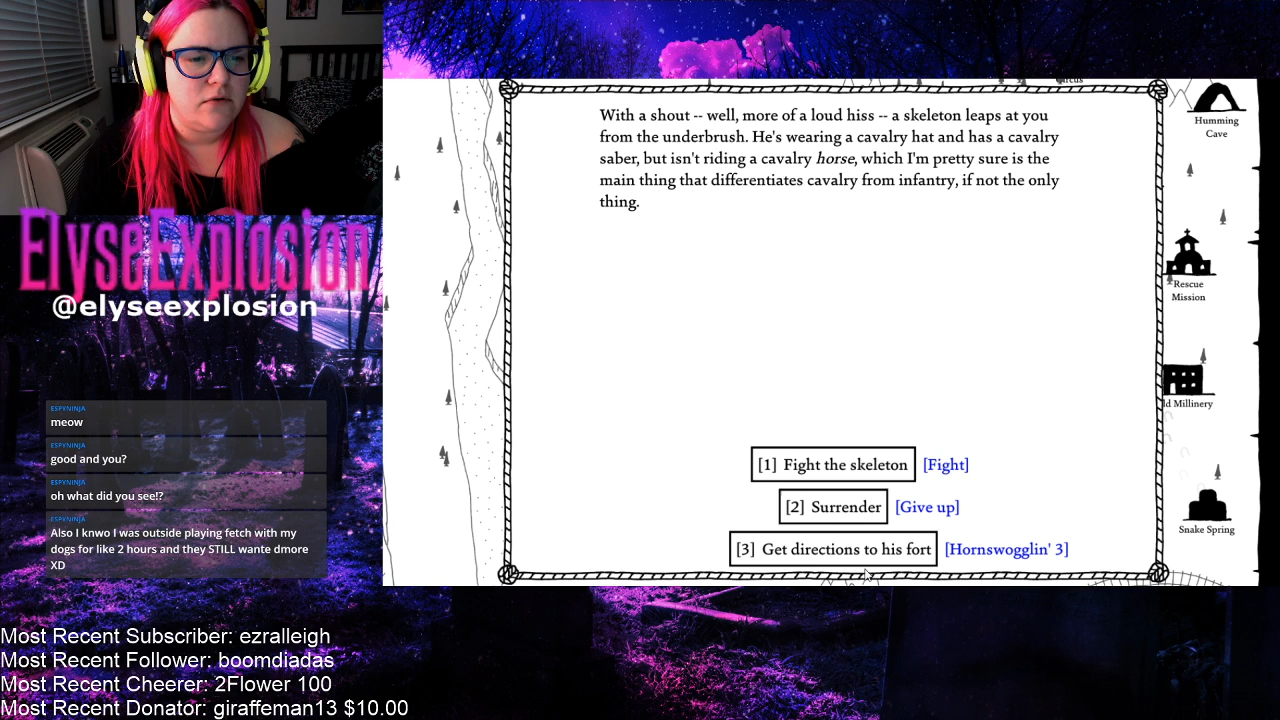 ElyseExplosion
@elyseexplosion
ESPYNINJA
meow
ESPYNINJA
good and you?
ESPYNINJA
oh what did you see!?
ESPYNINJA
Also I knwo I was outside playing fetch with my
dogs for like 2 hours and they STILL wante dmore
XD
Most Recent Subscriber: ezralleigh
Most Recent Follower: boomdiadas
Most Recent Cheerer: 2Flower 100
Most Recent Donator: giraffeman13 $10.00
With a shout -- well, more of a loud hiss -- a skeleton leaps at you
from the underbrush. He's wearing a cavalry hat and has a cavalry
saber, but isn't riding a cavalry horse, which I'm pretty sure is the
main thing that differentiates cavalry from infantry, if not the only
thing.
[1] Fight the skeleton [Fight]
[2] Surrender [Give up]
[3] Get directions to his fort [Hornswogglin' 3]
Humming
Cave
Rescue
Mission
ld Millinery
Snake Spring